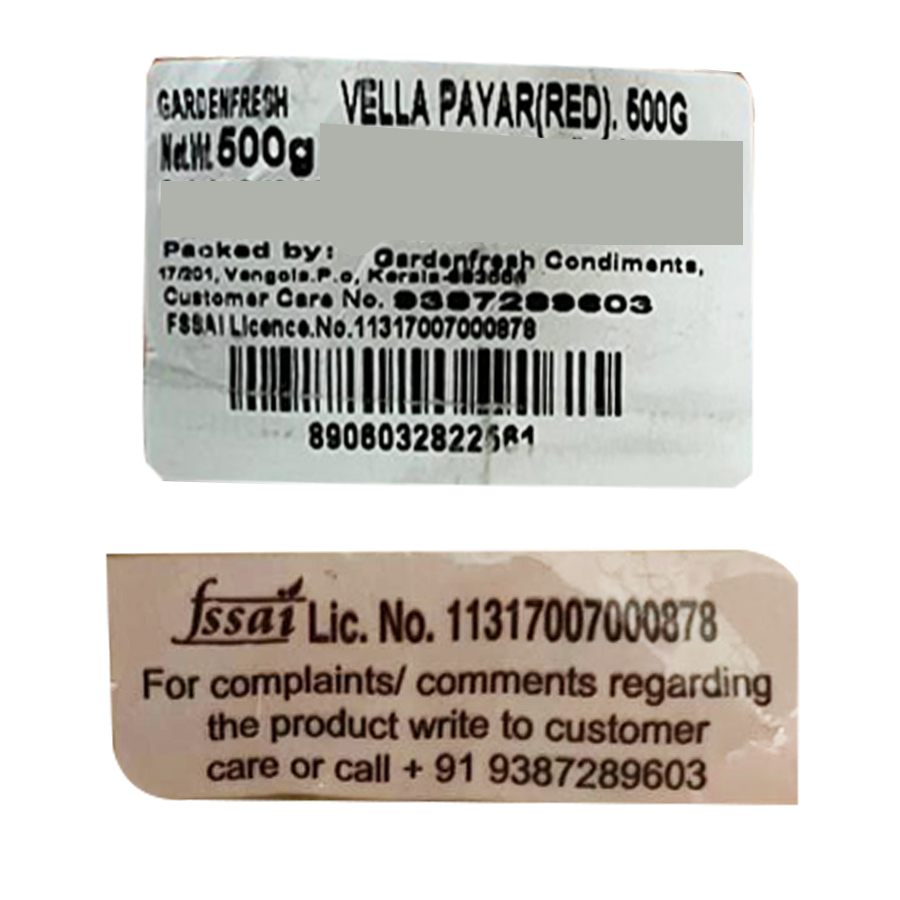 GARDENFRESH VELLA PAYAR(RED). 500G
Net.Wt. 500g
Packed by: Gardenfresh Condiments,
17/201, Vengola.P.o, Kerala
Customer Care No. 9387289603
FSSAI Licence.No.11317007000878
fssai Lic. No. 11317007000878
For complaints/ comments regarding
the product write to customer
care or call + 91 9387289603